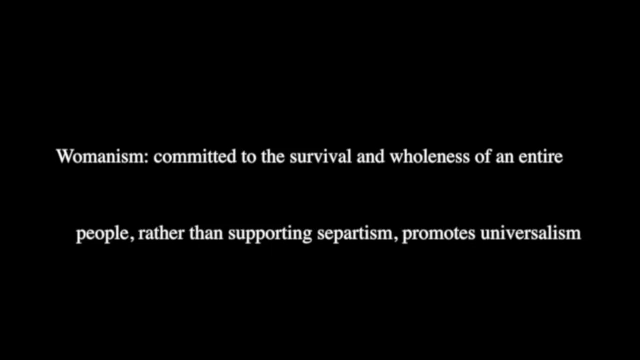 Womanism: committed to the survival and wholeness of an entire
people, rather than supporting separtism, promotes universalism